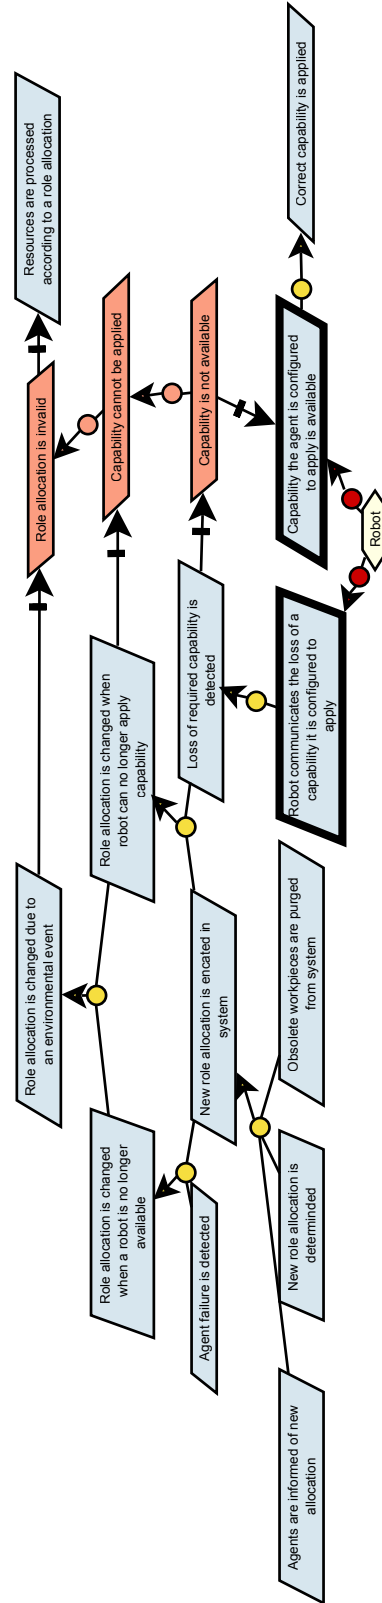 Resources are processed
according to a role allocation
Role allocation is invalid
Role allocation is changed due to
an environmental event
Capability cannot be applied
Role allocation is changed when
robot can no longer apply
capability
Role allocation is changed
when a robot is no longer
available
Capability is not available
Loss of required capability is
detected
New role allocation is encated in
system
Agent failure is detected
Correct capability is applied
Capability the agent is configured
to apply is available
Robot communicates the loss of a
capability it is configured to
apply
Obsolete workpieces are purged
from system
New role allocation is
determinded
Agents are informed of new
allocation
Robot